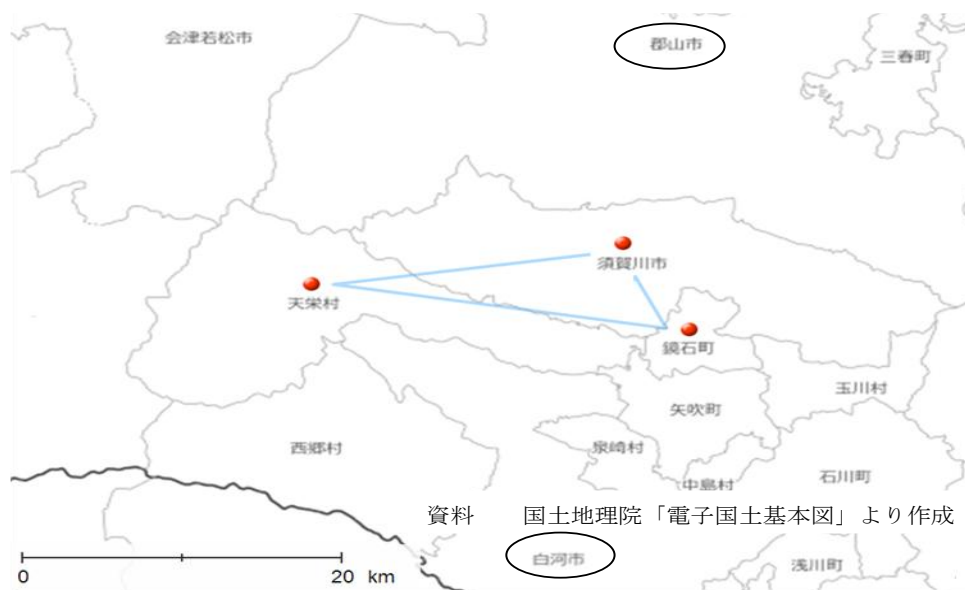 会津若松市
郡山市
三春町
須賀川市
天栄村
鏡石町
玉川村
矢吹町
西郷村
泉崎村
石川町
中島村
資料 国土地理院「電子国土基本図」より作成
白河市
浅川町
0 20 km